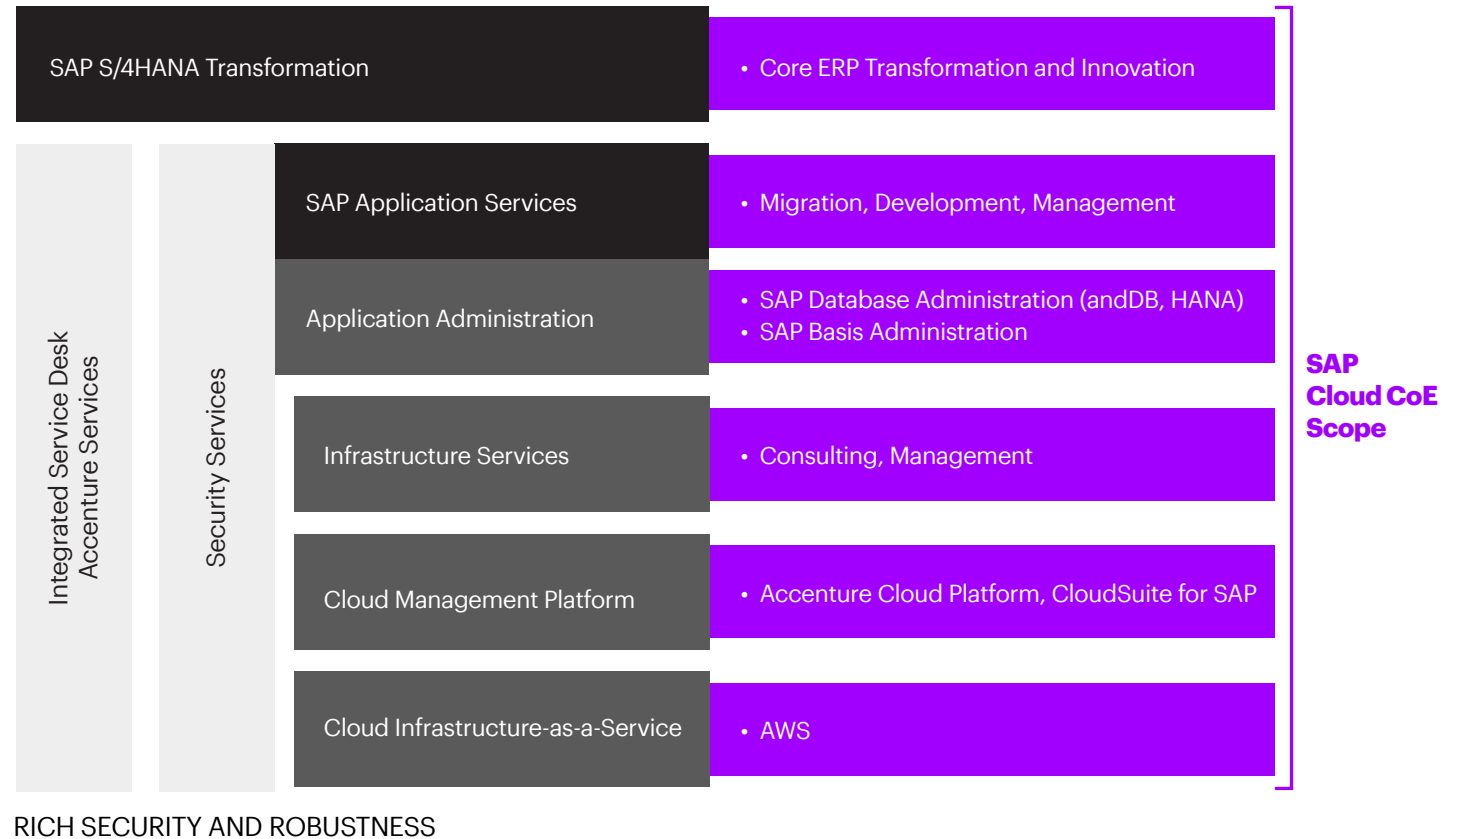 SAP S/4HANA Transformation
• Core ERP Transformation and Innovation
Integrated Service Desk
Accenture Services
Security Services
SAP Application Services
• Migration, Development, Management
Application Administration
• SAP Database Administration (andDB, HANA)
• SAP Basis Administration
Infrastructure Services
• Consulting, Management
Cloud Management Platform
• Accenture Cloud Platform, CloudSuite for SAP
Cloud Infrastructure-as-a-Service
• AWS
SAP
Cloud CoE
Scope
RICH SECURITY AND ROBUSTNESS